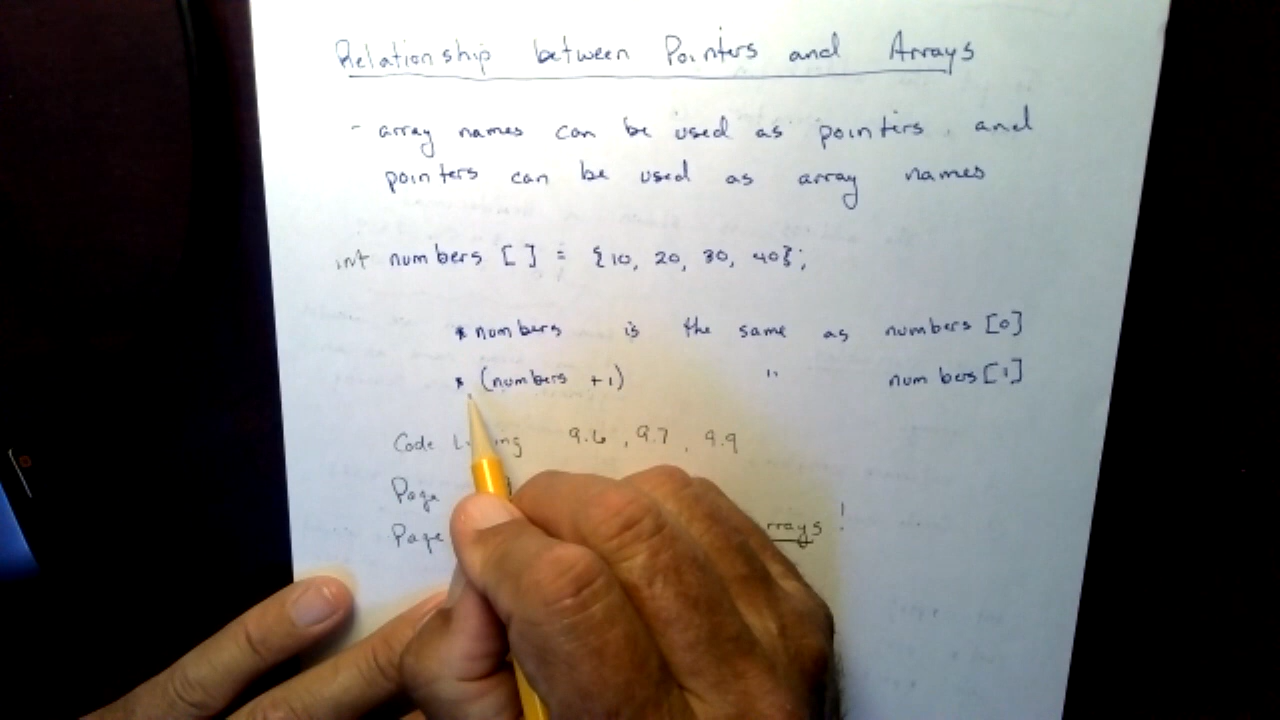 Relationship between Pointers and Arrays
- array names can be used as pointers and
pointers can be used as array names
int numbers [ ] = {10, 20, 30, 40};
* numbers is the same as numbers [0]
* (numbers +1) " numbers [1]
Code 9.6, 9.7, 9.9
Page
Page !